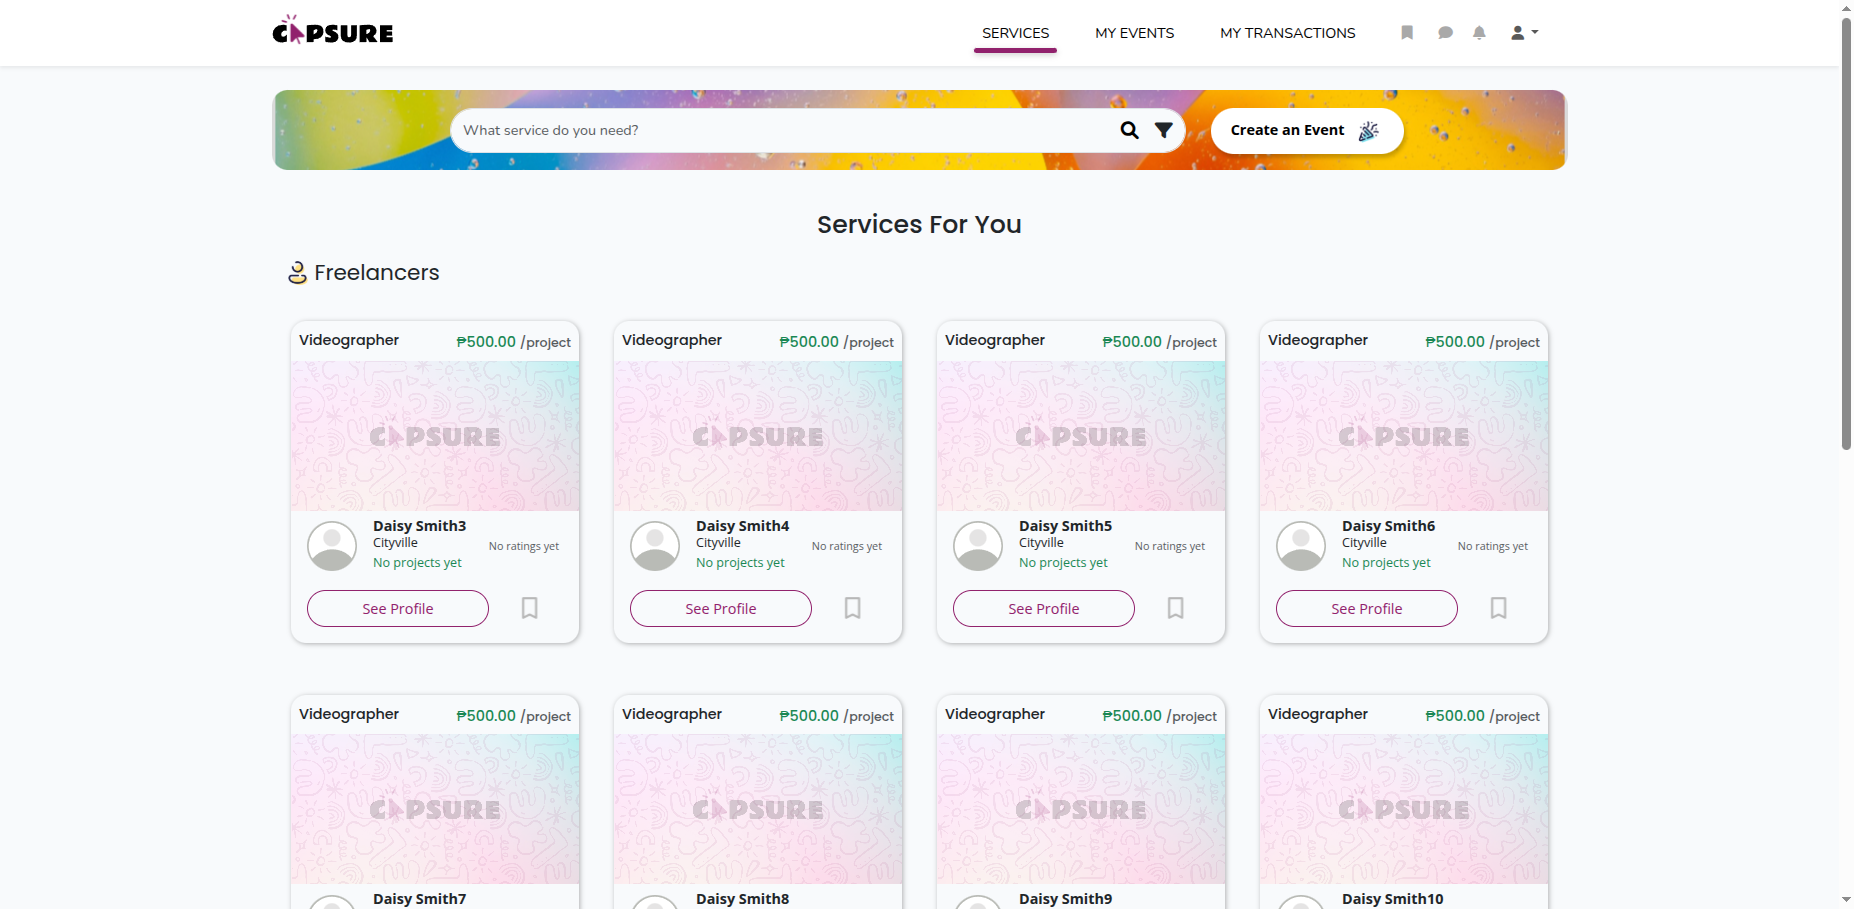 CAPSURE
SERVICES
MY EVENTS
MY TRANSACTIONS
What service do you need?
Create an Event
Services For You
Freelancers
Videographer ₱500.00 /project
Videographer ₱500.00 /project
Videographer ₱500.00 /project
Videographer ₱500.00 /project
CAPSURE
CAPSURE
CAPSURE
CAPSURE
Daisy Smith3
Cityville
No projects yet
No ratings yet
See Profile
Daisy Smith4
Cityville
No projects yet
No ratings yet
See Profile
Daisy Smith5
Cityville
No projects yet
No ratings yet
See Profile
Daisy Smith6
Cityville
No projects yet
No ratings yet
See Profile
Videographer ₱500.00 /project
Videographer ₱500.00 /project
Videographer ₱500.00 /project
Videographer ₱500.00 /project
CAPSURE
CAPSURE
CAPSURE
CAPSURE
Daisy Smith7
Daisy Smith8
Daisy Smith9
Daisy Smith10